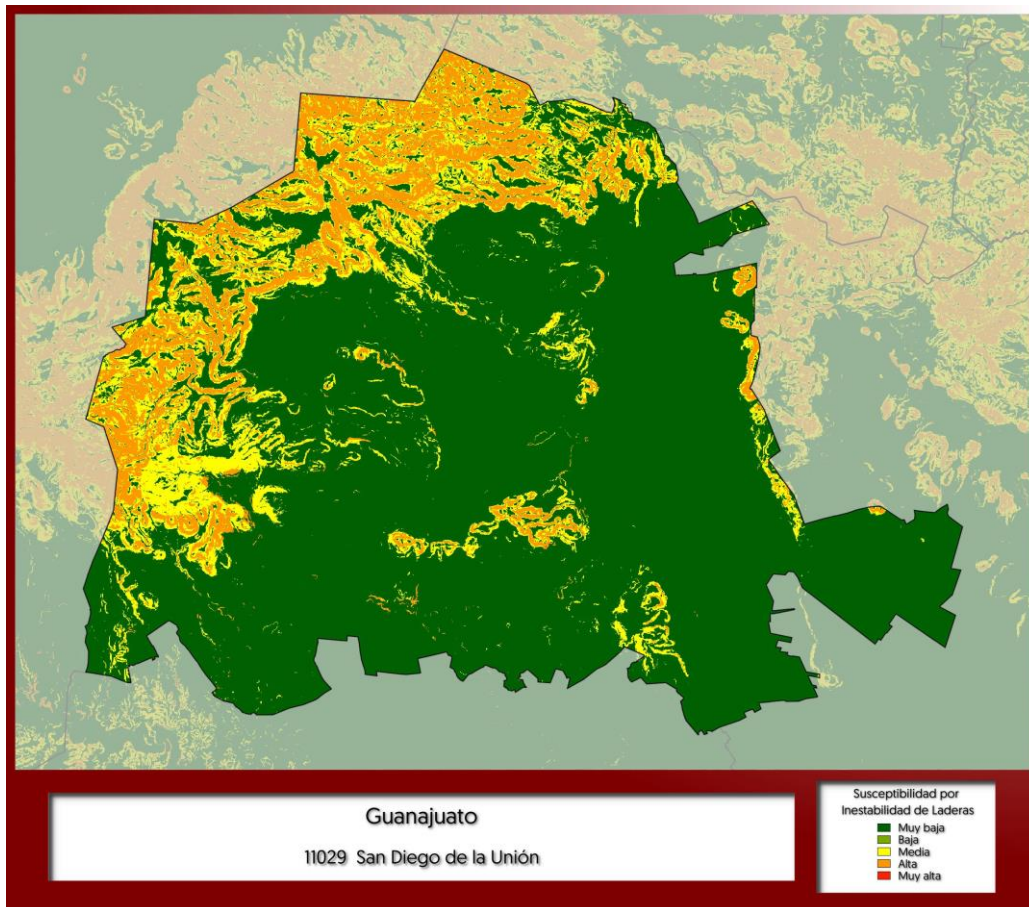 Guanajuato
11029 San Diego de la Unión
Susceptibilidad por
Inestabilidad de Laderas
Muy baja
Baja
Media
Alta
Muy alta